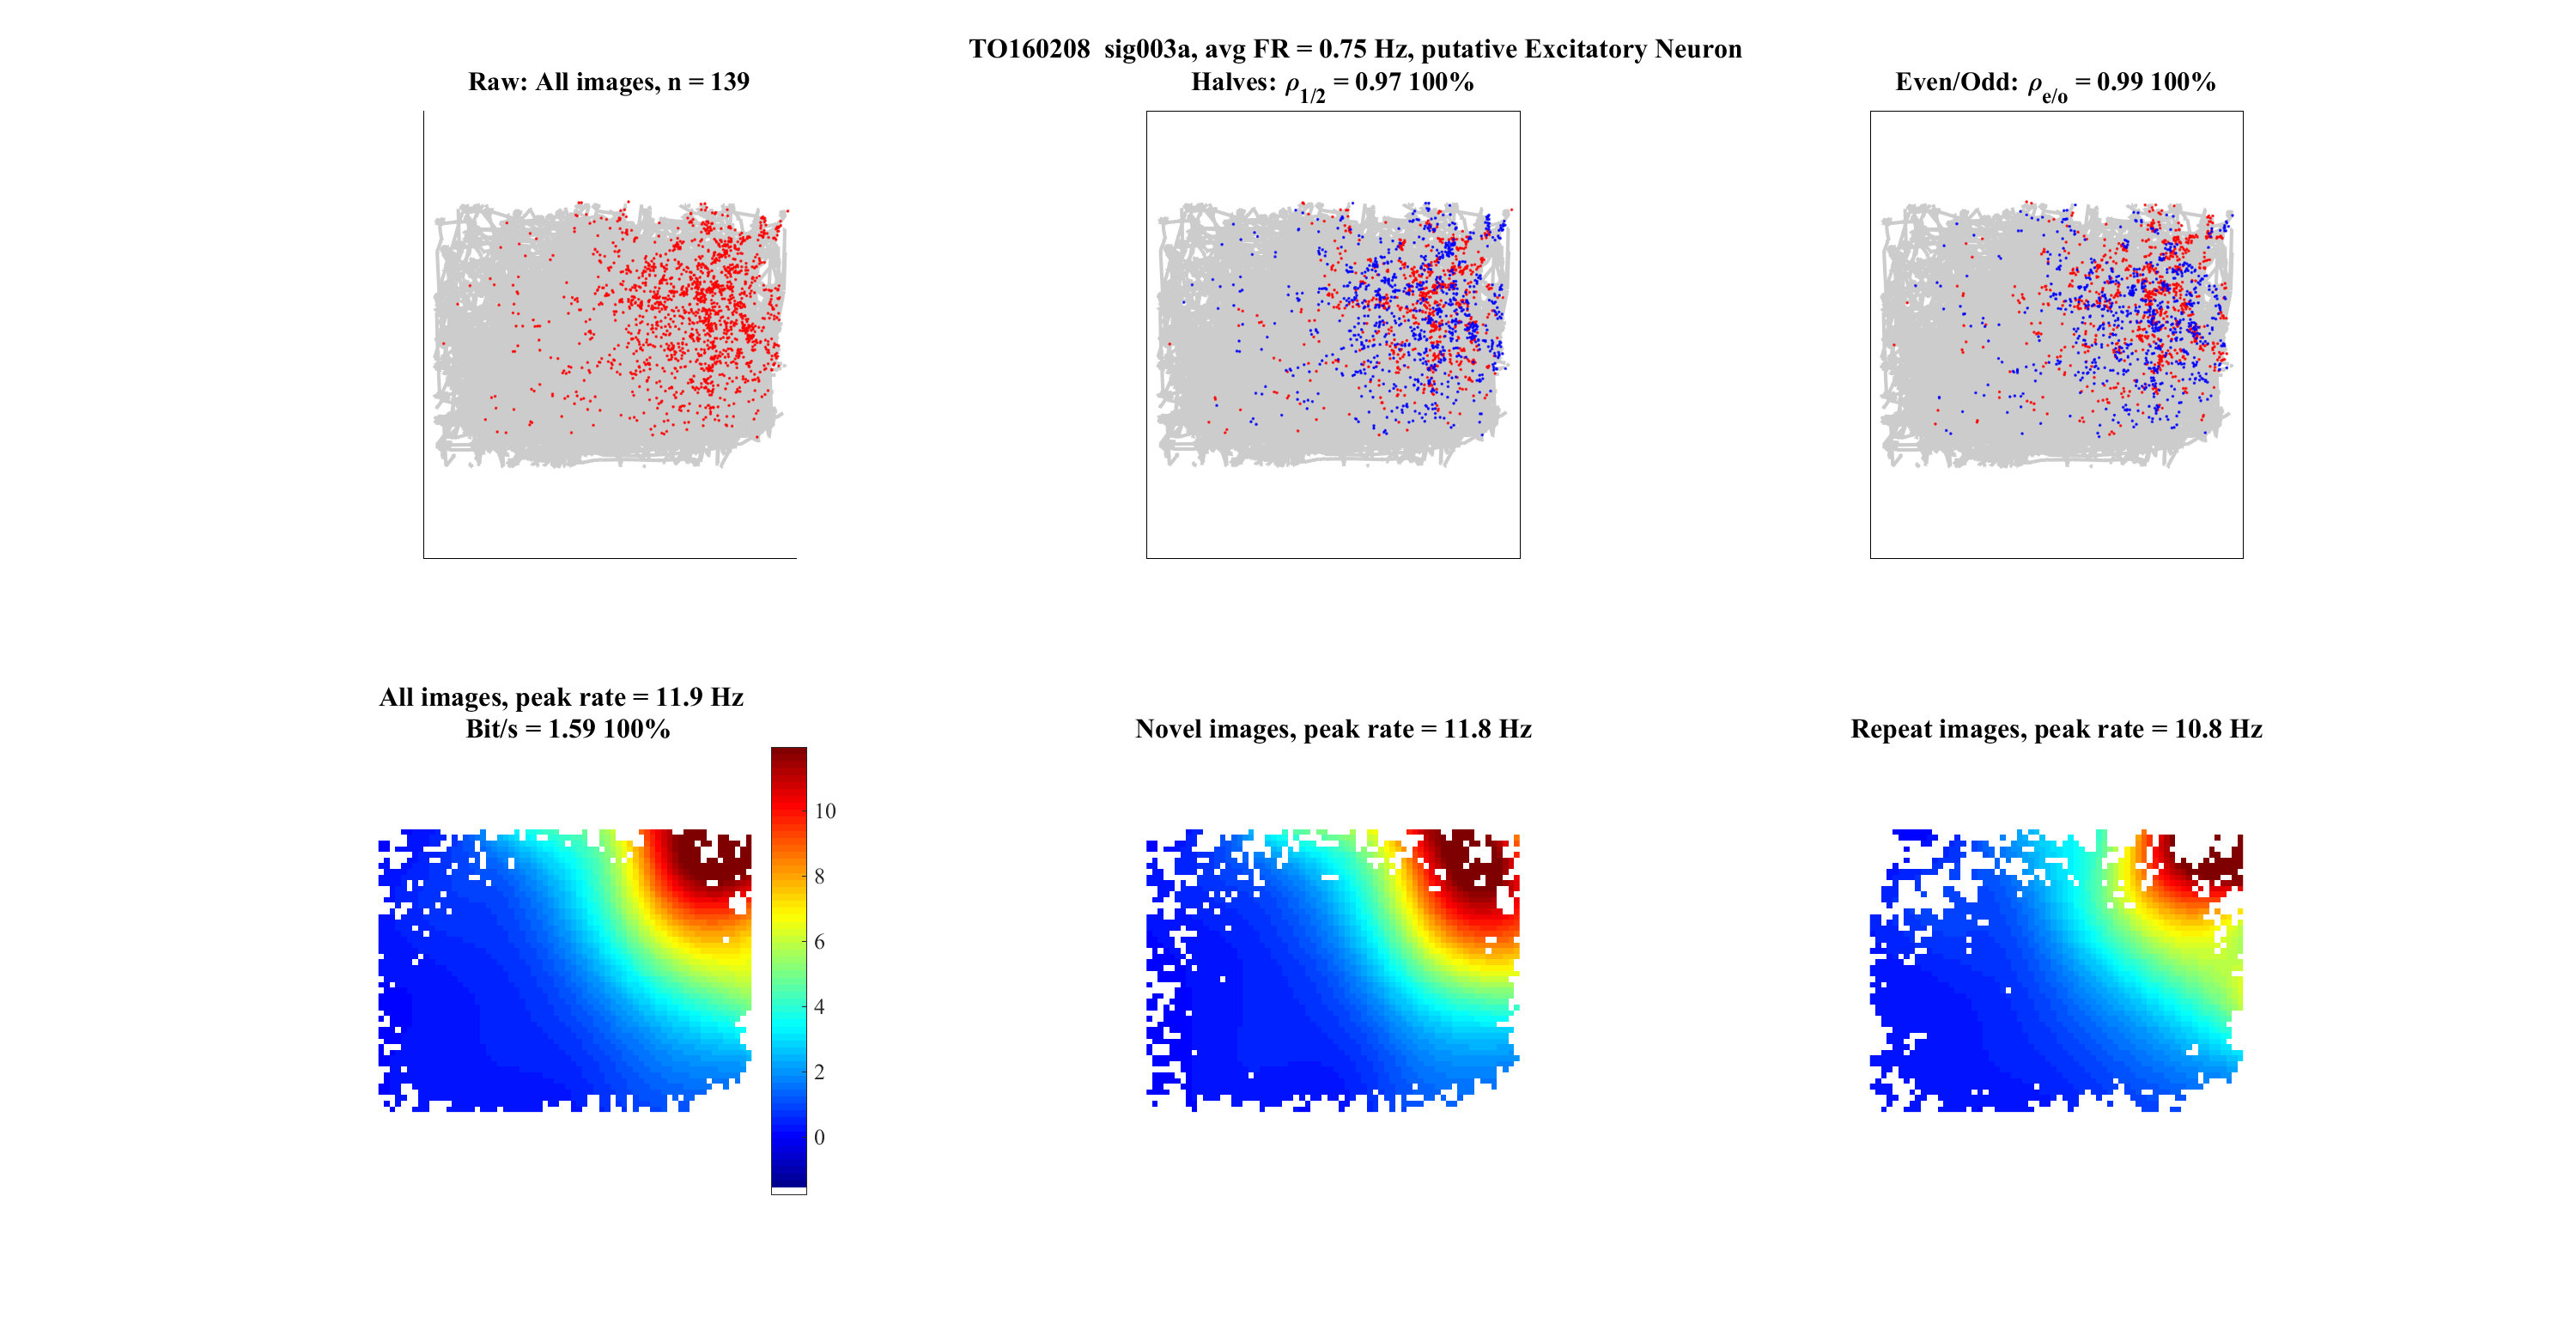 TO160208  sig003a, avg FR = 0.75 Hz, putative Excitatory Neuron
Raw: All images, n = 139
Halves: ρ1/2 = 0.97 100%
Even/Odd: ρe/o = 0.99 100%
All images, peak rate = 11.9 Hz
Bit/s = 1.59 100%
Novel images, peak rate = 11.8 Hz
Repeat images, peak rate = 10.8 Hz
10
8
6
4
2
0